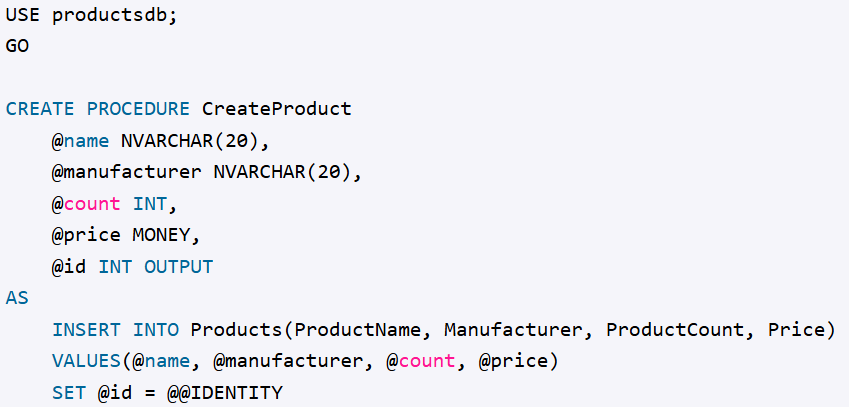 USE productsdb;
GO
CREATE PROCEDURE CreateProduct
    @name NVARCHAR(20),
    @manufacturer NVARCHAR(20),
    @count INT,
    @price MONEY,
    @id INT OUTPUT
AS
    INSERT INTO Products(ProductName, Manufacturer, ProductCount, Price)
    VALUES(@name, @manufacturer, @count, @price)
    SET @id = @@IDENTITY